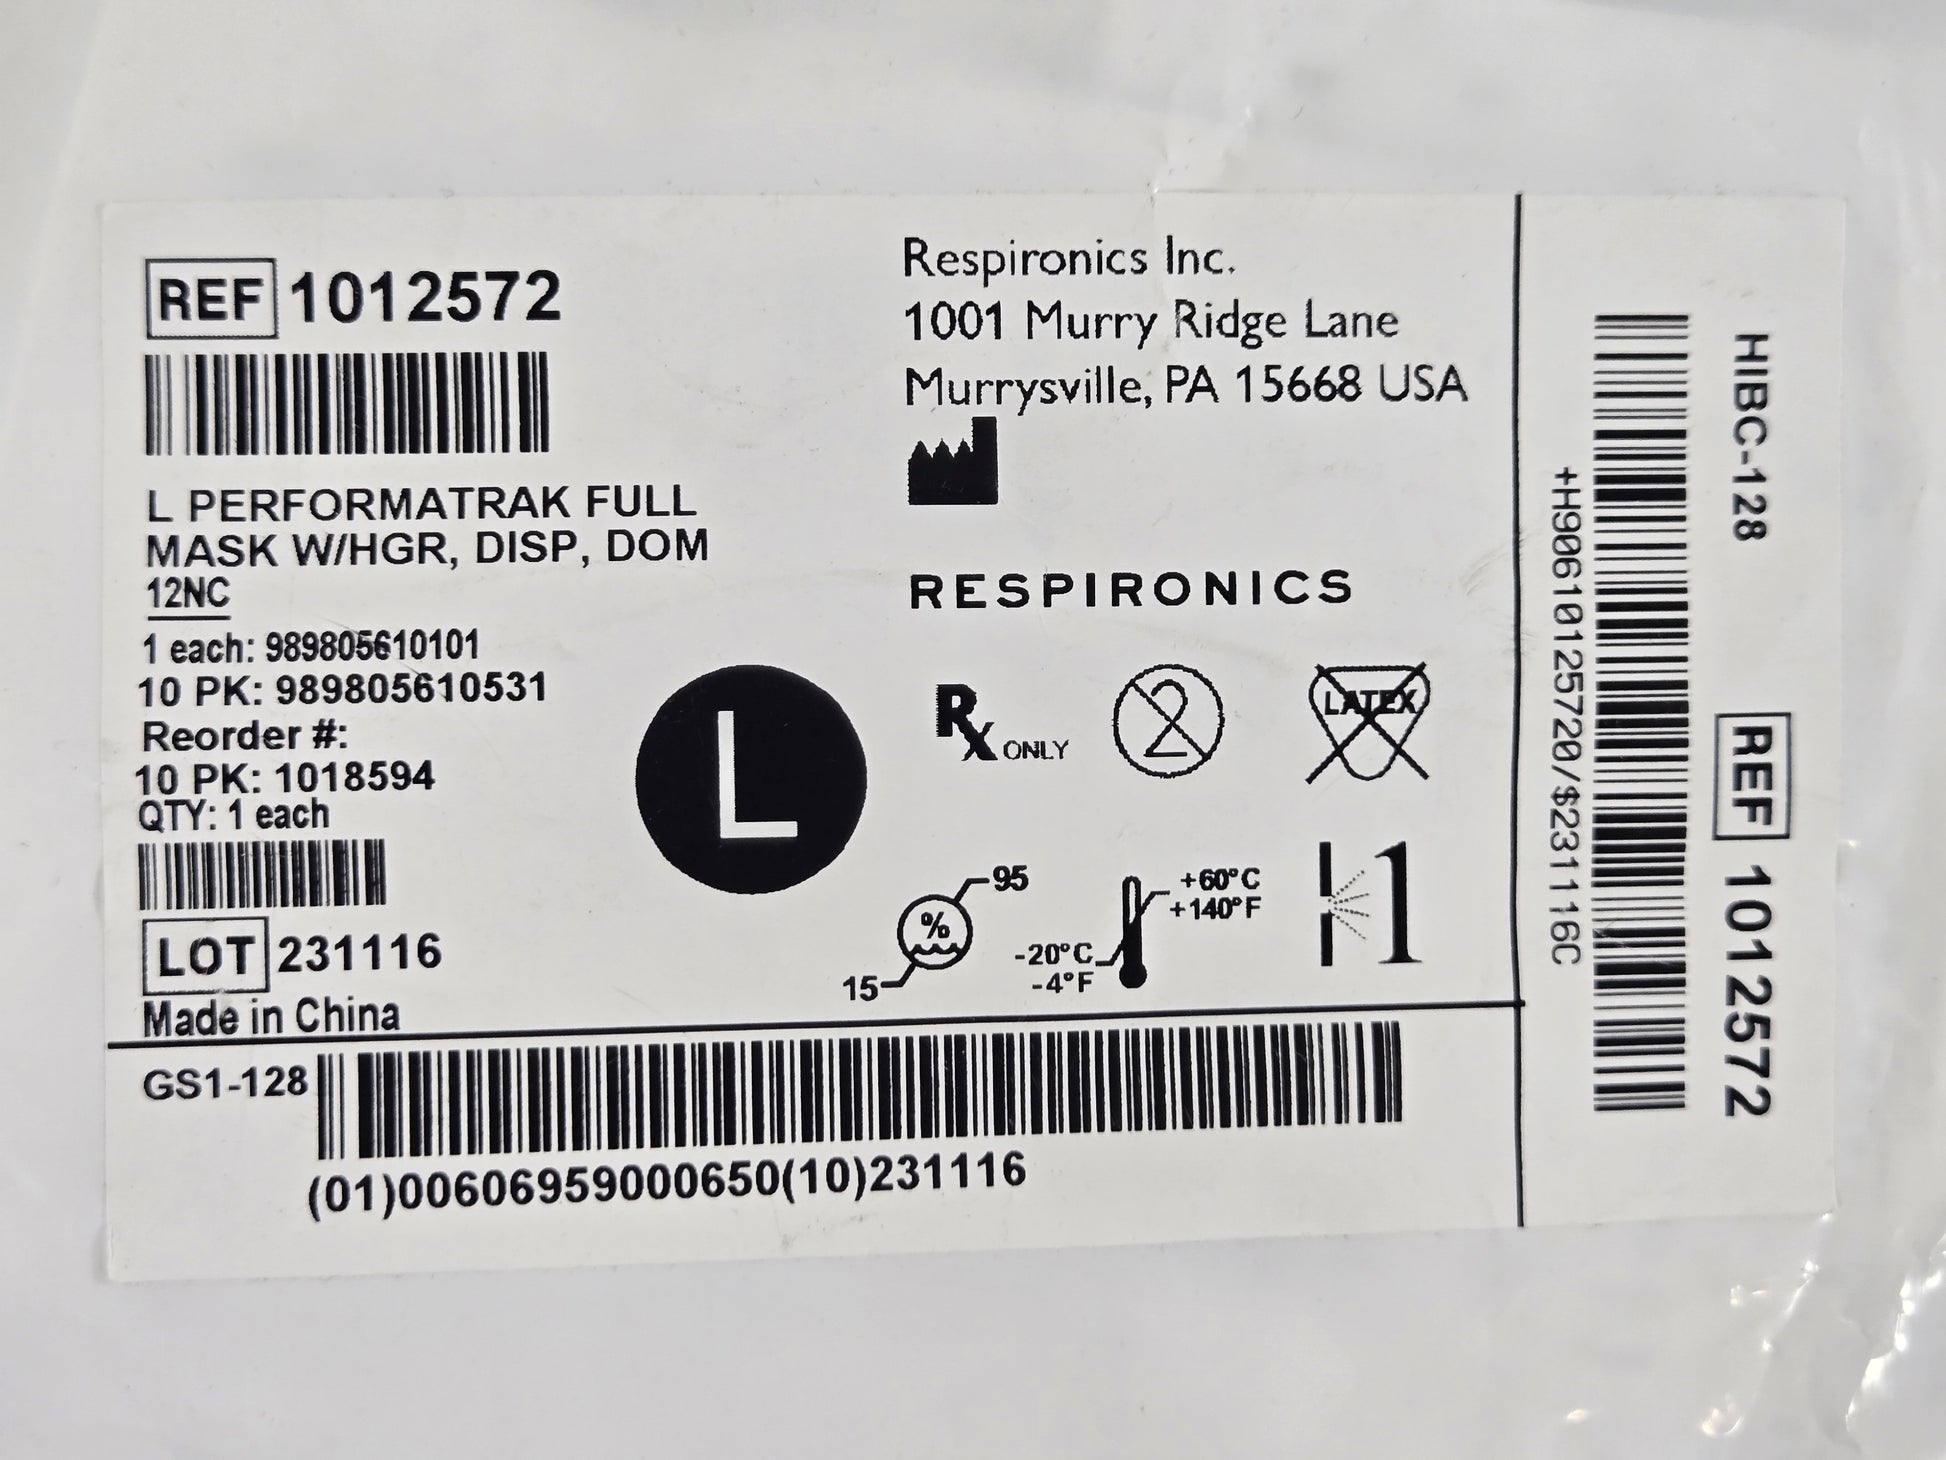 REF 1012572
L PERFORMATRAK FULL
MASK W/HGR, DISP, DOM
12NC
1 each: 989805610101
10 PK: 989805610531
Reorder #:
10 PK: 1018594
QTY: 1 each
LOT 231116
Made in China
Respironics Inc.
1001 Murry Ridge Lane
Murrysville, PA 15668 USA
RESPIRONICS
L
Rx ONLY
2
LATEX
95
%
15
+60°C
+140°F
-20°C
-4°F
1
GS1-128
(01)00606959000650(10)231116
HIBC-128
+H90610125720/$231116C
REF 1012572